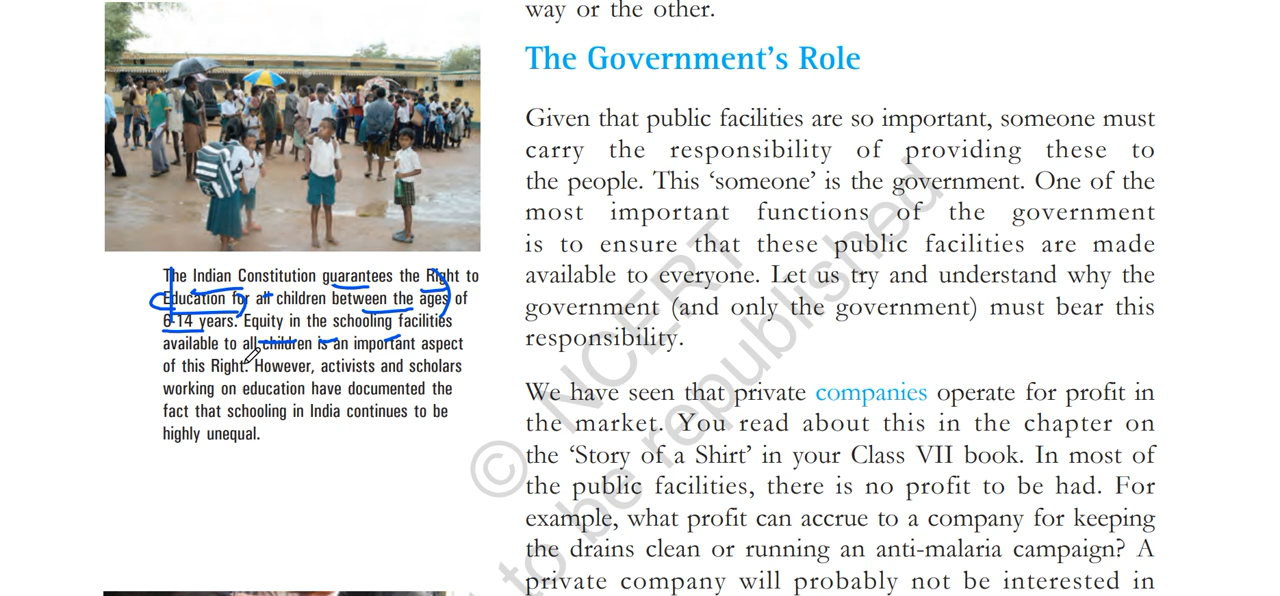 way or the other.
The Government's Role
Given that public facilities are so important, someone must
carry the responsibility of providing these to
the people. This ‘someone’ is the government. One of the
most important functions of the government
is to ensure that these public facilities are made
available to everyone. Let us try and understand why the
government (and only the government) must bear this
responsibility.
We have seen that private companies operate for profit in
the market. You read about this in the chapter on
the ‘Story of a Shirt’ in your Class VII book. In most of
the public facilities, there is no profit to be had. For
example, what profit can accrue to a company for keeping
the drains clean or running an anti-malaria campaign? A
private company will probably not be interested in
The Indian Constitution guarantees the Right to
Education for all children between the ages of
6-14 years. Equity in the schooling facilities
available to all children is an important aspect
of this Right. However, activists and scholars
working on education have documented the
fact that schooling in India continues to be
highly unequal.
© NCERT
to be republished